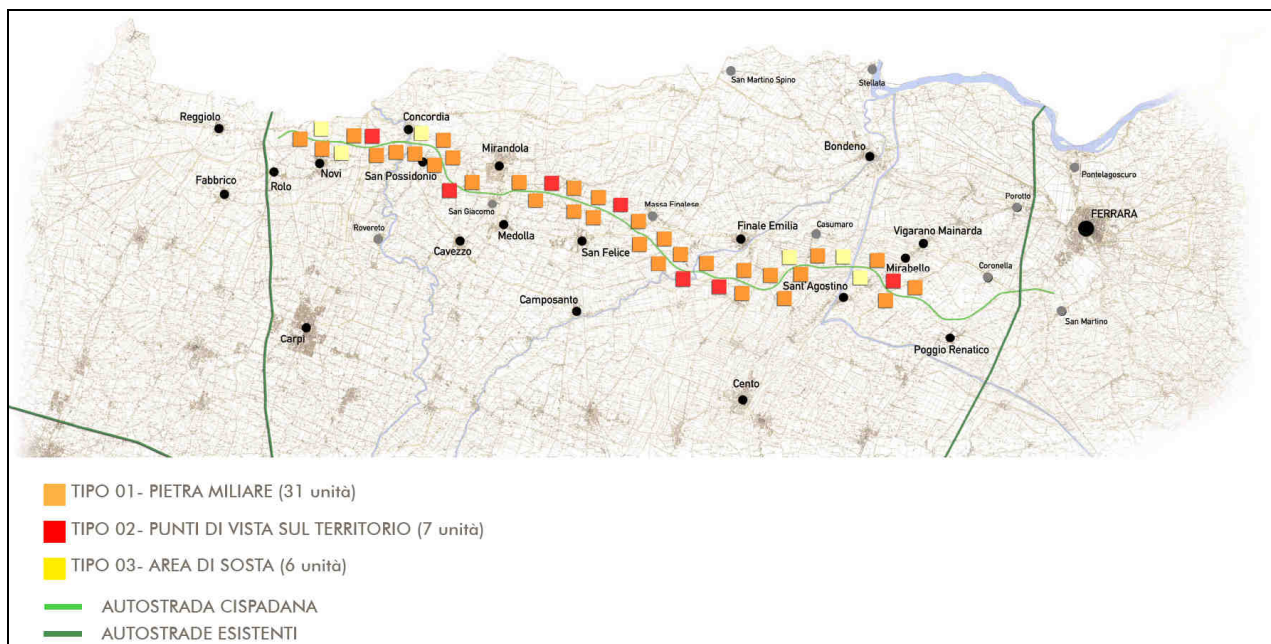 San Martino Spino
Stellata
Reggiolo
Concordia
Mirandola
Bondeno
Novi
San Possidonio
Rolo
Fabbrico
Pontelagoscuro
Porotto
FERRARA
San Giacomo
Massa Finalese
Rovereto
Medolla
Cavezzo
San Felice
Finale Emilia
Casumaro
Vigarano Mainarda
Mirabello
Coronella
Camposanto
Sant'Agostino
San Martino
Carpi
Poggio Renatico
Cento
TIPO 01- PIETRA MILIARE (31 unità)
TIPO 02- PUNTI DI VISTA SUL TERRITORIO (7 unità)
TIPO 03- AREA DI SOSTA (6 unità)
AUTOSTRADA CISPADANA
AUTOSTRADE ESISTENTI